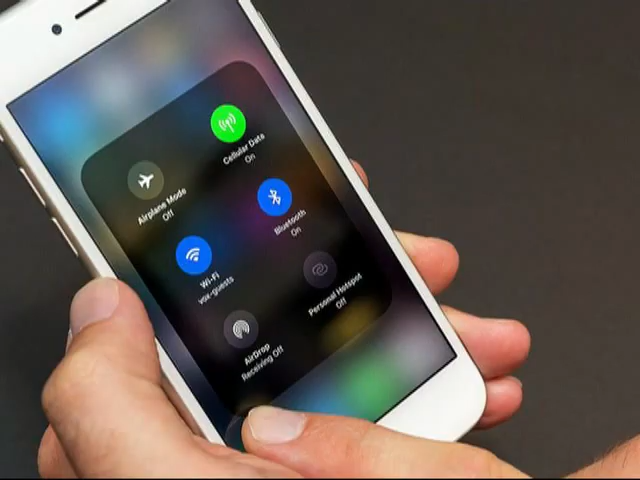 Airplane Mode
Off
Cellular Data
On
Wi-Fi
vox-guests
Bluetooth
On
AirDrop
Receiving Off
Personal Hotspot
Off